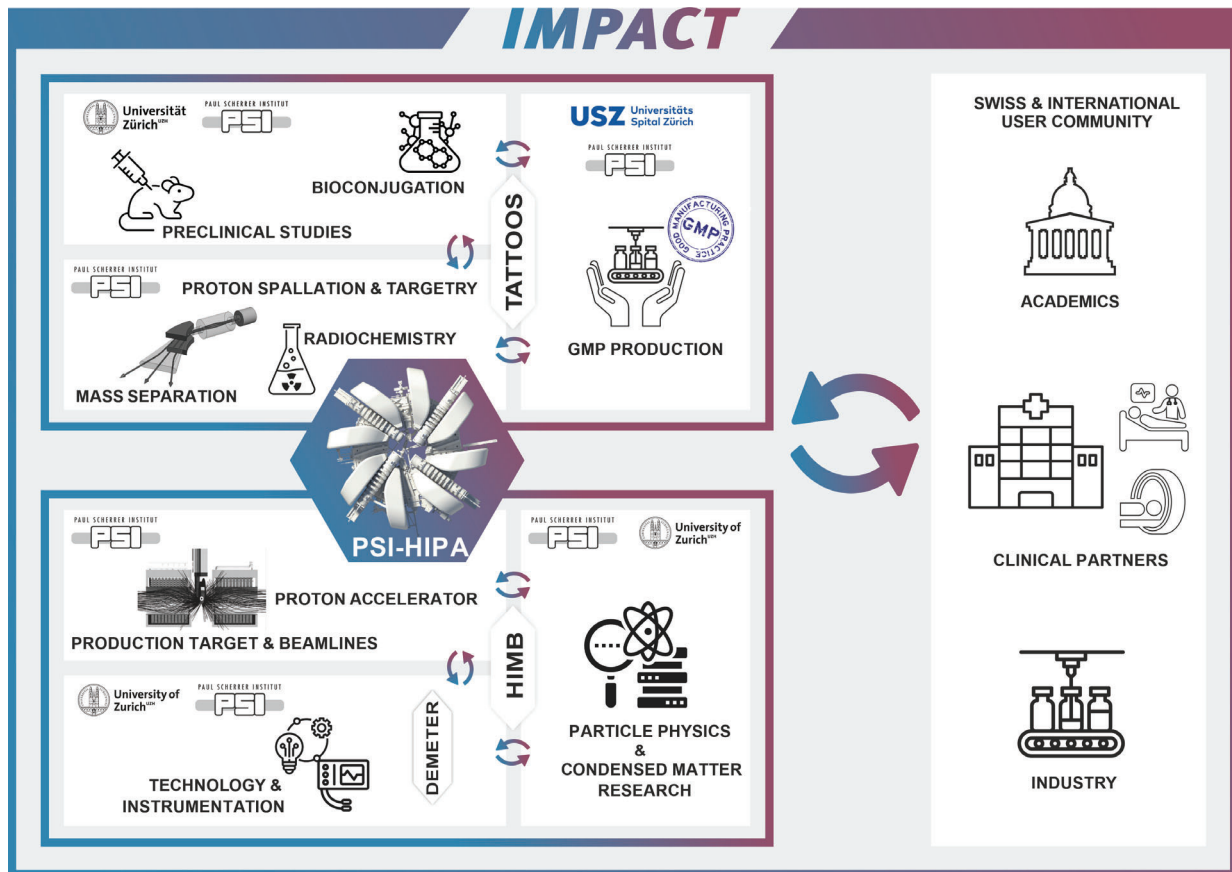 IMPACT
Universität
Zürich UZH
PAUL SCHERRER INSTITUT
PSI
BIOCONJUGATION
PRECLINICAL STUDIES
USZ Universitäts
Spital Zürich
PAUL SCHERRER INSTITUT
PSI
GOOD MANUFACTURING PRACTICE
GMP
GMP PRODUCTION
TATTOOS
PAUL SCHERRER INSTITUT
PSI
PROTON SPALLATION & TARGETRY
RADIOCHEMISTRY
MASS SEPARATION
PSI-HIPA
PAUL SCHERRER INSTITUT
PSI
PROTON ACCELERATOR
PRODUCTION TARGET & BEAMLINES
HIMB
PAUL SCHERRER INSTITUT
PSI
University of
Zurich UZH
PARTICLE PHYSICS
&
CONDENSED MATTER
RESEARCH
University of
Zurich UZH
PAUL SCHERRER INSTITUT
PSI
TECHNOLOGY &
INSTRUMENTATION
DEMETER
SWISS & INTERNATIONAL
USER COMMUNITY
ACADEMICS
CLINICAL PARTNERS
INDUSTRY